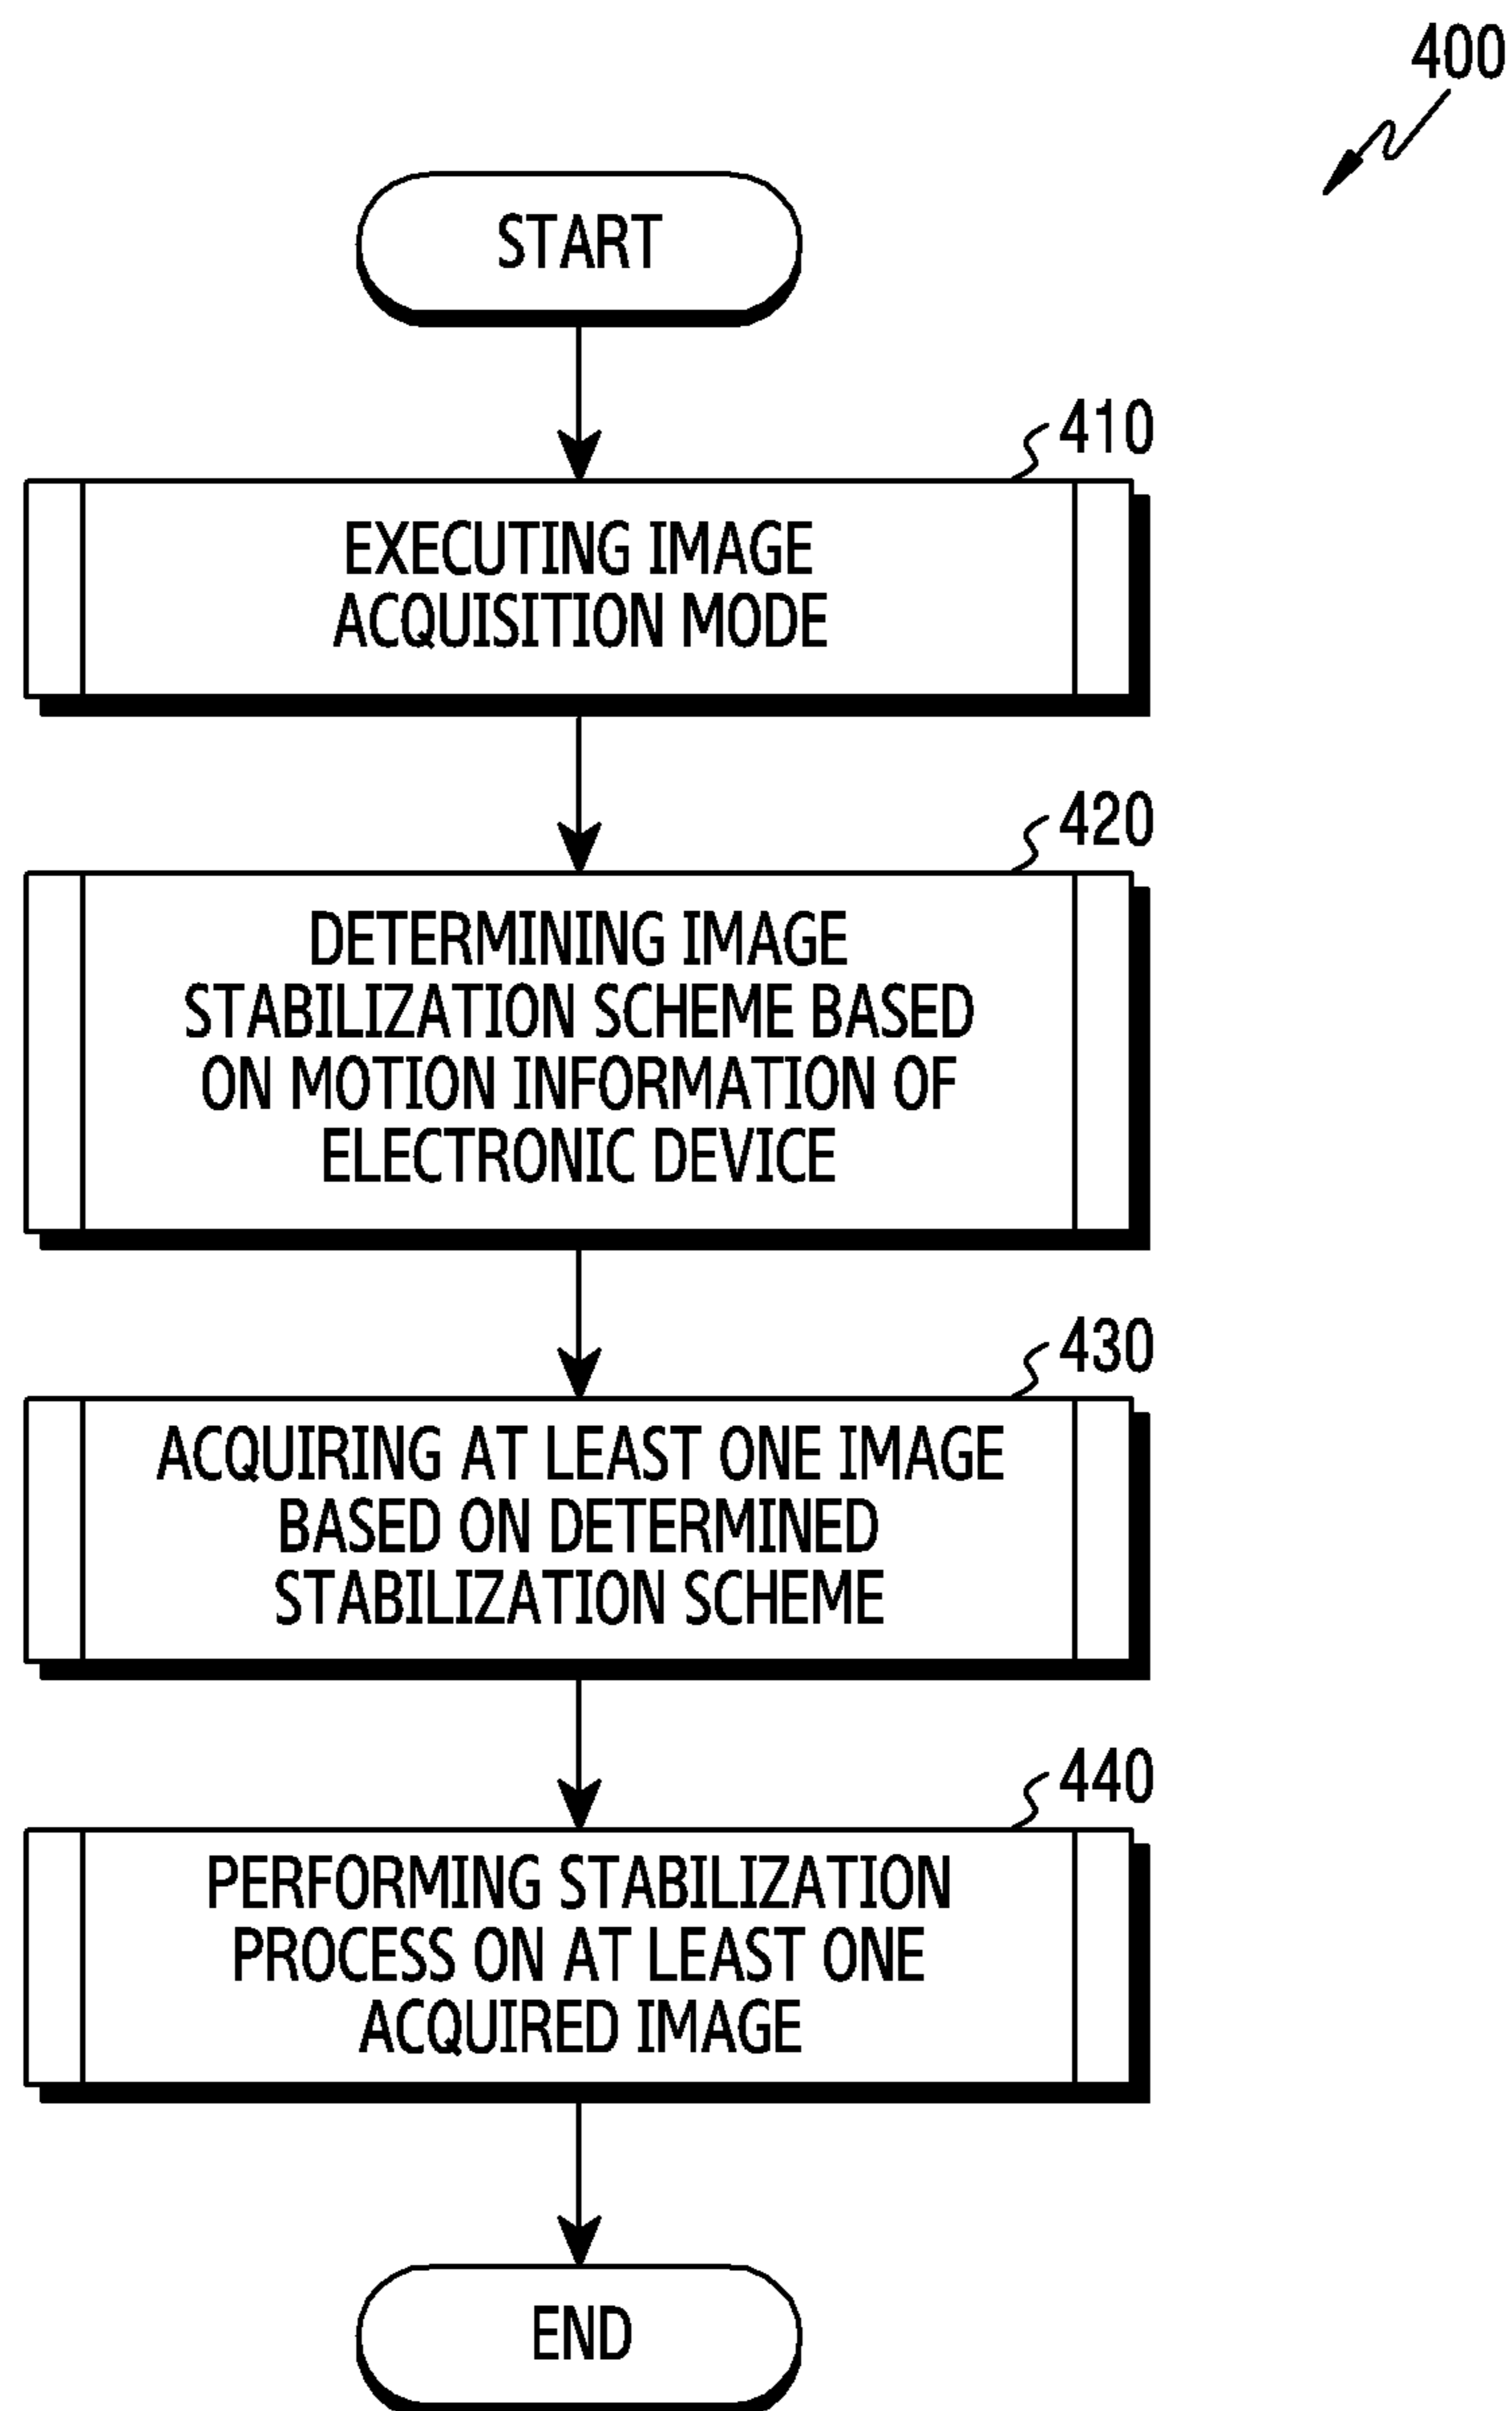 400
START
410
EXECUTING IMAGE
ACQUISITION MODE
420
DETERMINING IMAGE
STABILIZATION SCHEME BASED
ON MOTION INFORMATION OF
ELECTRONIC DEVICE
430
ACQUIRING AT LEAST ONE IMAGE
BASED ON DETERMINED
STABILIZATION SCHEME
440
PERFORMING STABILIZATION
PROCESS ON AT LEAST ONE
ACQUIRED IMAGE
END